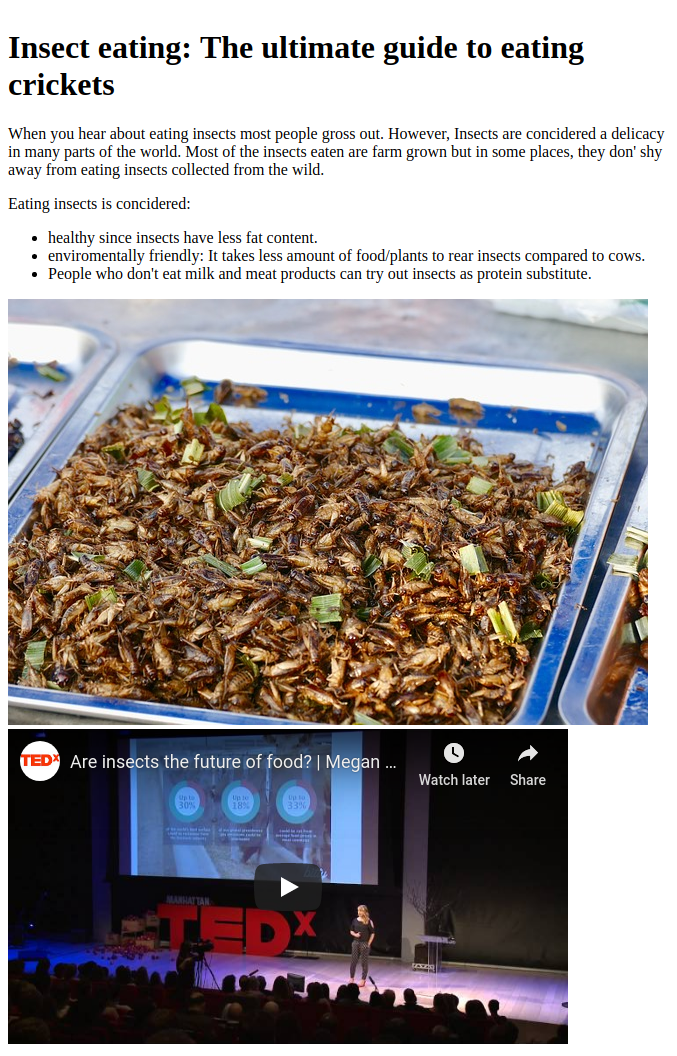 Insect eating: The ultimate guide to eating
crickets
When you hear about eating insects most people gross out. However, Insects are concidered a delicacy
in many parts of the world. Most of the insects eaten are farm grown but in some places, they don' shy
away from eating insects collected from the wild.
Eating insects is concidered:
healthy since insects have less fat content.
enviromentally friendly: It takes less amount of food/plants to rear insects compared to cows.
People who don't eat milk and meat products can try out insects as protein substitute.
TEDx Are insects the future of food? | Megan ...
Watch later Share
Up to Up to Up to
30% 18% 33%
MANHATTAN
TEDx